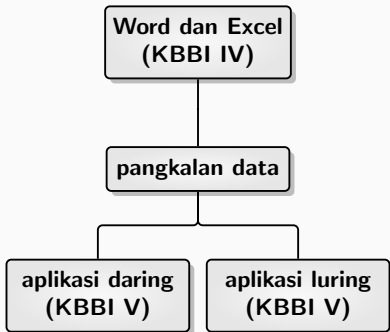 Word dan Excel
(KBBI IV)
pangkalan data
aplikasi daring
(KBBI V)
aplikasi luring
(KBBI V)